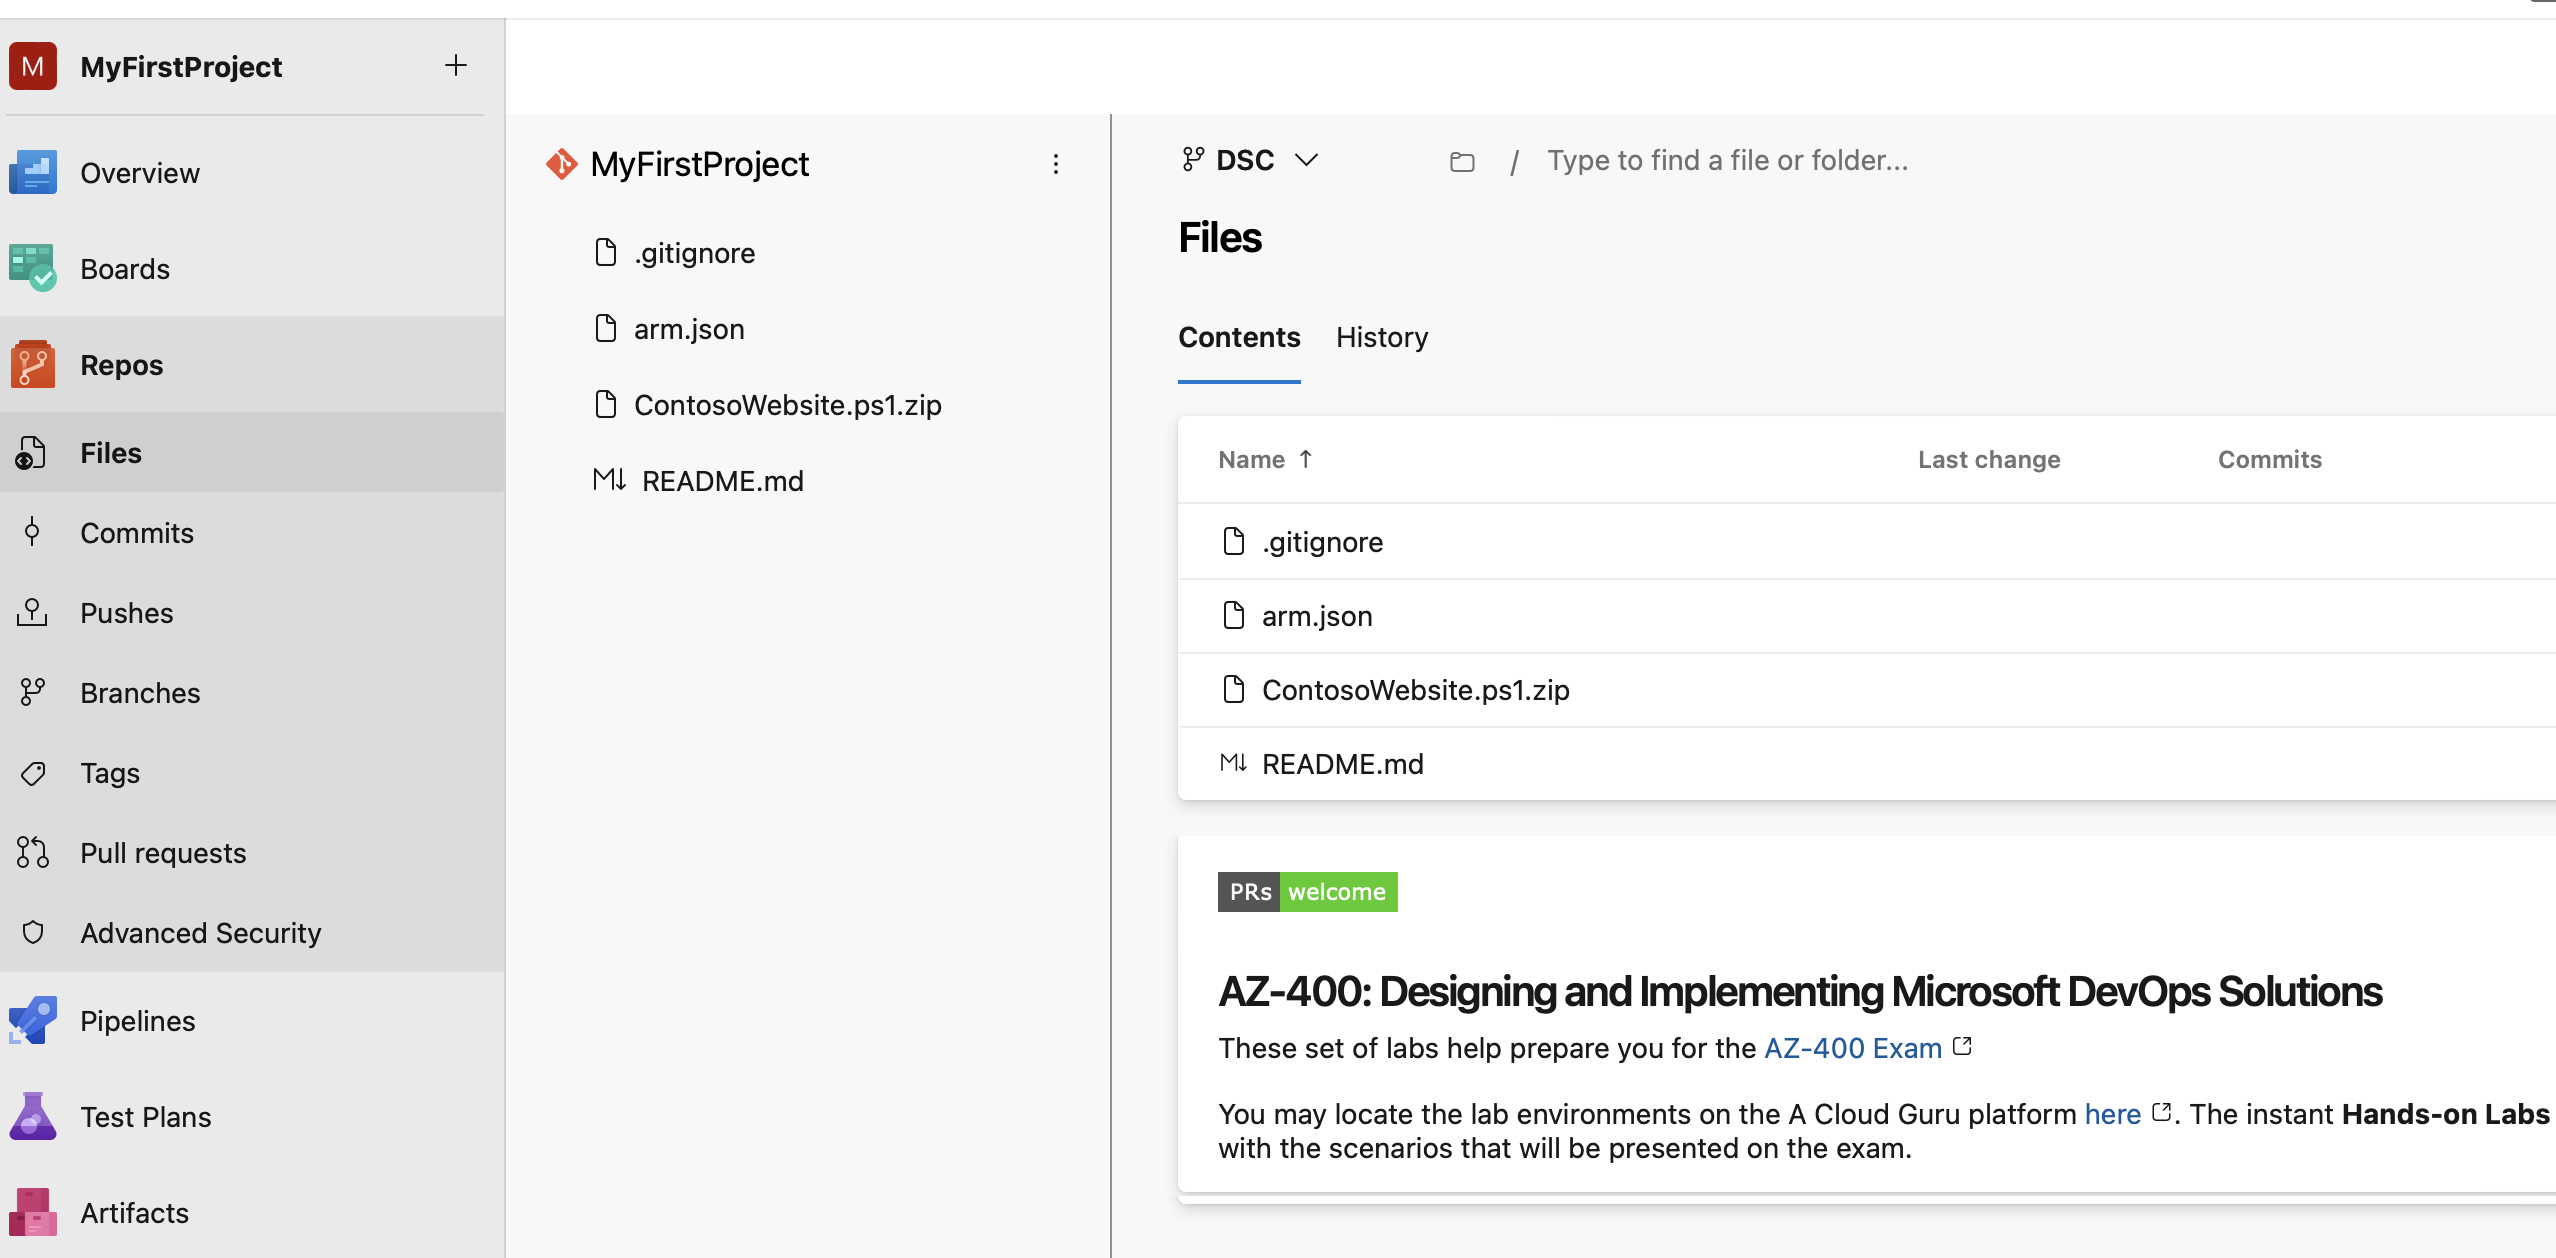 M MyFirstProject +
Overview
Boards
Repos
Files
Commits
Pushes
Branches
Tags
Pull requests
Advanced Security
Pipelines
Test Plans
Artifacts
MyFirstProject
.gitignore
arm.json
ContosoWebsite.ps1.zip
M↓ README.md
DSC / Type to find a file or folder...
Files
Contents History
Name ↑ Last change Commits
.gitignore
arm.json
ContosoWebsite.ps1.zip
M↓ README.md
PRs welcome
AZ-400: Designing and Implementing Microsoft DevOps Solutions
These set of labs help prepare you for the AZ-400 Exam
You may locate the lab environments on the A Cloud Guru platform here. The instant Hands-on Labs
with the scenarios that will be presented on the exam.